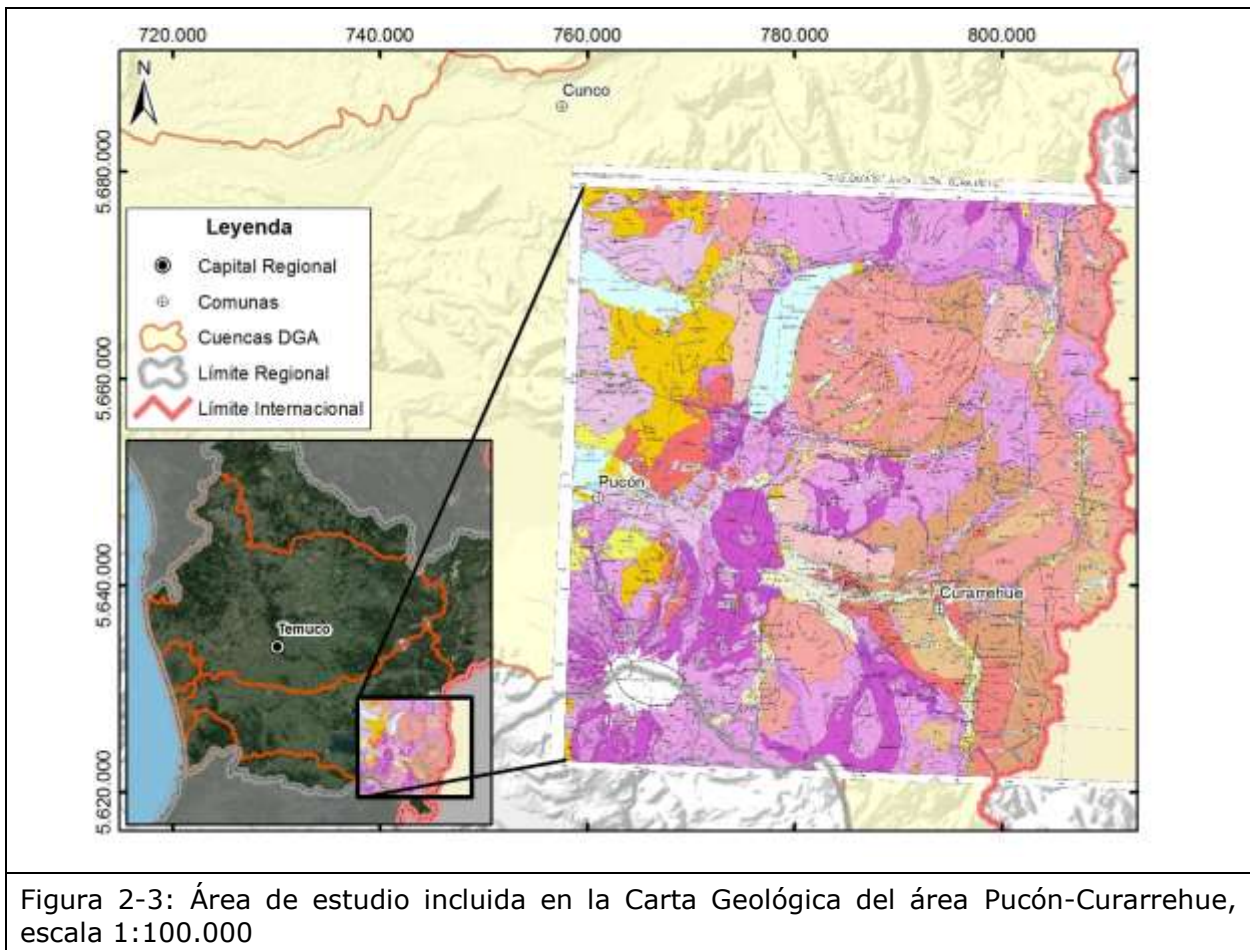 720.000 740.000 760.000 780.000 800.000
N
Cunco
5.680.000
5.660.000
5.640.000
5.620.000
Leyenda
Capital Regional
Comunas
Cuencas DGA
Límite Regional
Límite Internacional
Pucón
Curarrehue
Temuco
Figura 2-3: Área de estudio incluida en la Carta Geológica del área Pucón-Curarrehue,
escala 1:100.000